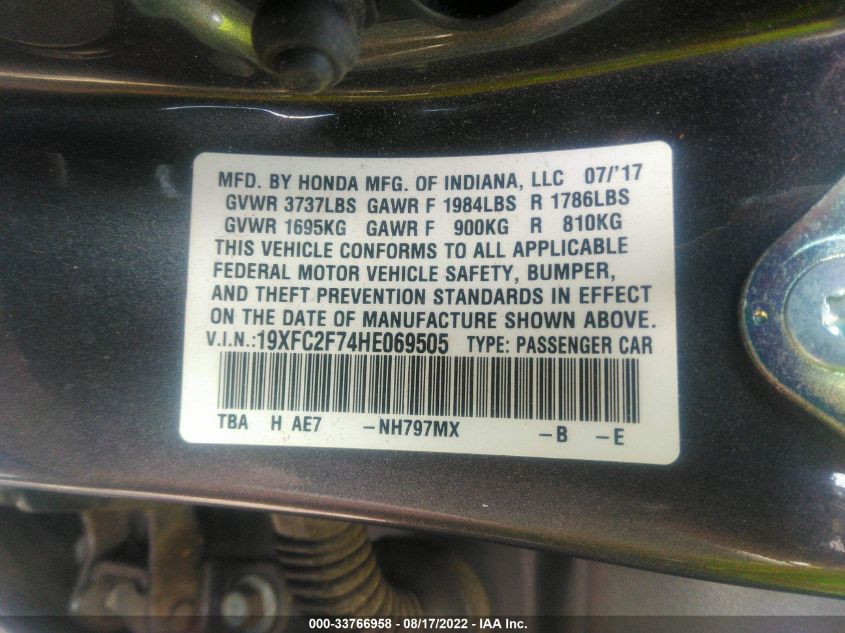 MFD. BY HONDA MFG. OF INDIANA, LLC 07/'17
GVWR 3737LBS GAWR F 1984LBS R 1786LBS
GVWR 1695KG GAWR F 900KG R 810KG
THIS VEHICLE CONFORMS TO ALL APPLICABLE
FEDERAL MOTOR VEHICLE SAFETY, BUMPER,
AND THEFT PREVENTION STANDARDS IN EFFECT
ON THE DATE OF MANUFACTURE SHOWN ABOVE.
V.I.N.:19XFC2F74HE069505 TYPE: PASSENGER CAR
TBA H AE7 -NH797MX -B -E
000-33766958 - 08/17/2022 - IAA Inc.